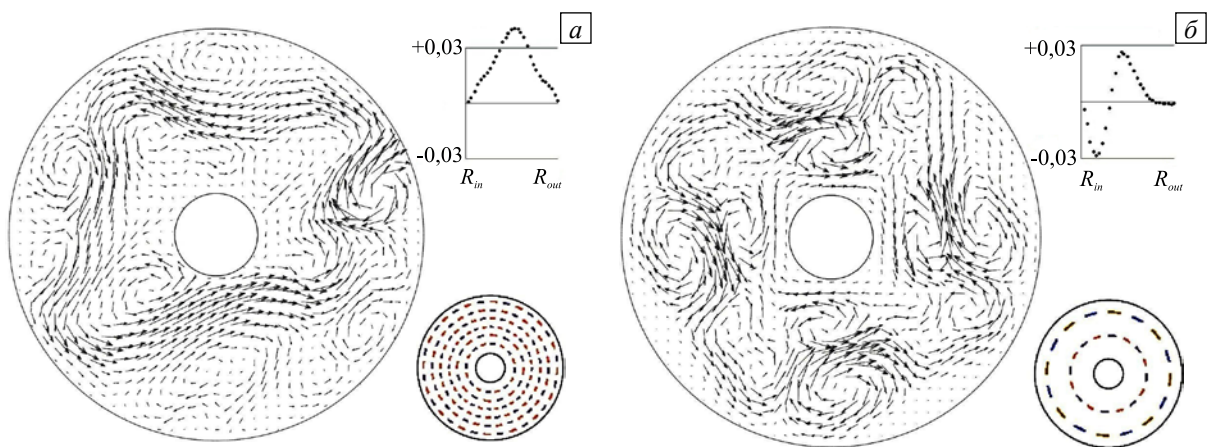 а
+0,03
-0,03
R_in R_out
б
+0,03
-0,03
R_in R_out